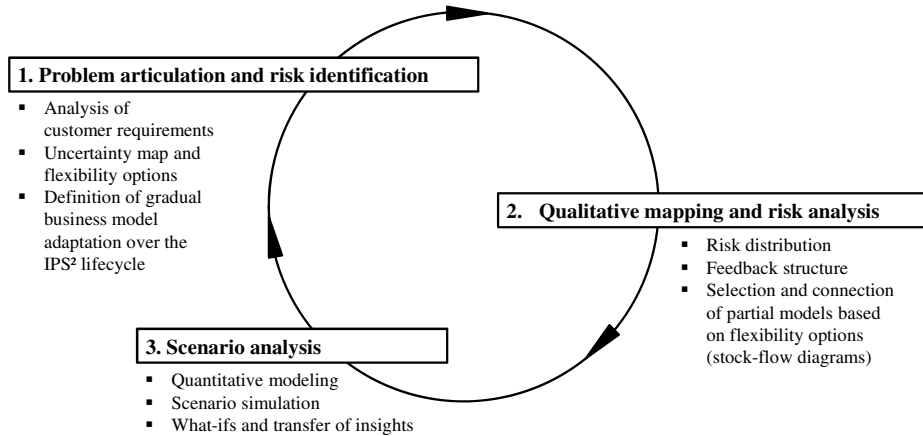 1. Problem articulation and risk identification
▪ Analysis of
customer requirements
▪ Uncertainty map and
flexibility options
▪ Definition of gradual
business model
adaptation over the
IPS² lifecycle
2. Qualitative mapping and risk analysis
▪ Risk distribution
▪ Feedback structure
▪ Selection and connection
of partial models based
on flexibility options
(stock-flow diagrams)
3. Scenario analysis
▪ Quantitative modeling
▪ Scenario simulation
▪ What-ifs and transfer of insights